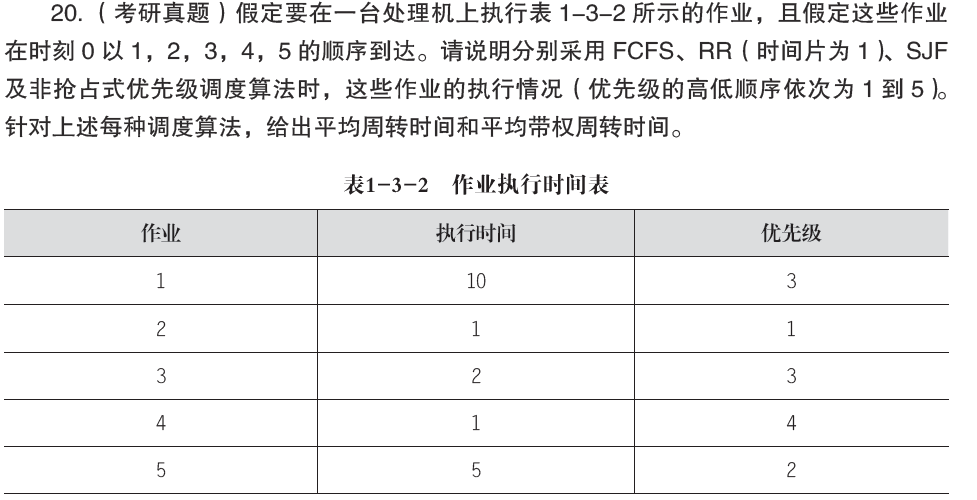 20.（考研真题）假定要在一台处理机上执行表 1-3-2 所示的作业，且假定这些作业
在时刻 0 以 1，2，3，4，5 的顺序到达。请说明分别采用 FCFS、RR（时间片为 1）、SJF
及非抢占式优先级调度算法时，这些作业的执行情况（优先级的高低顺序依次为 1 到 5）。
针对上述每种调度算法，给出平均周转时间和平均带权周转时间。
表1-3-2 作业执行时间表
作业 执行时间 优先级
1 10 3
2 1 1
3 2 3
4 1 4
5 5 2